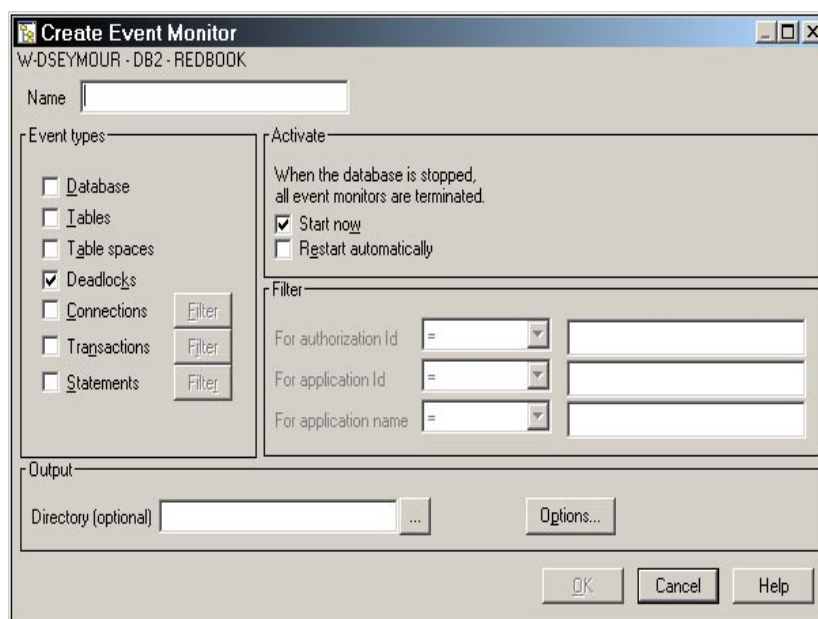 Create Event Monitor
W-DSEYMOUR - DB2 - REDBOOK
Name
Event types
Database
Tables
Table spaces
Deadlocks
Connections Filter
Transactions Filter
Statements Filter
Activate
When the database is stopped,
all event monitors are terminated.
Start now
Restart automatically
Filter
For authorization Id =
For application Id =
For application name =
Output
Directory (optional) ... Options...
OK Cancel Help